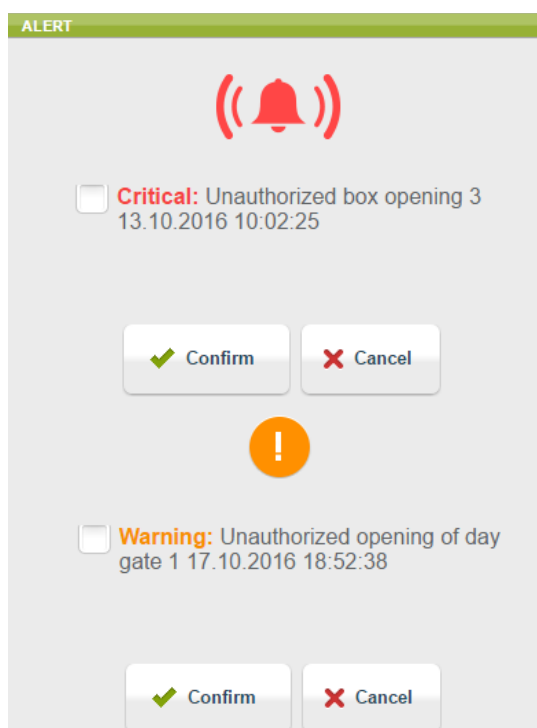 ALERT
Critical: Unauthorized box opening 3
13.10.2016 10:02:25
Confirm
Cancel
!
Warning: Unauthorized opening of day
gate 1 17.10.2016 18:52:38
Confirm
Cancel